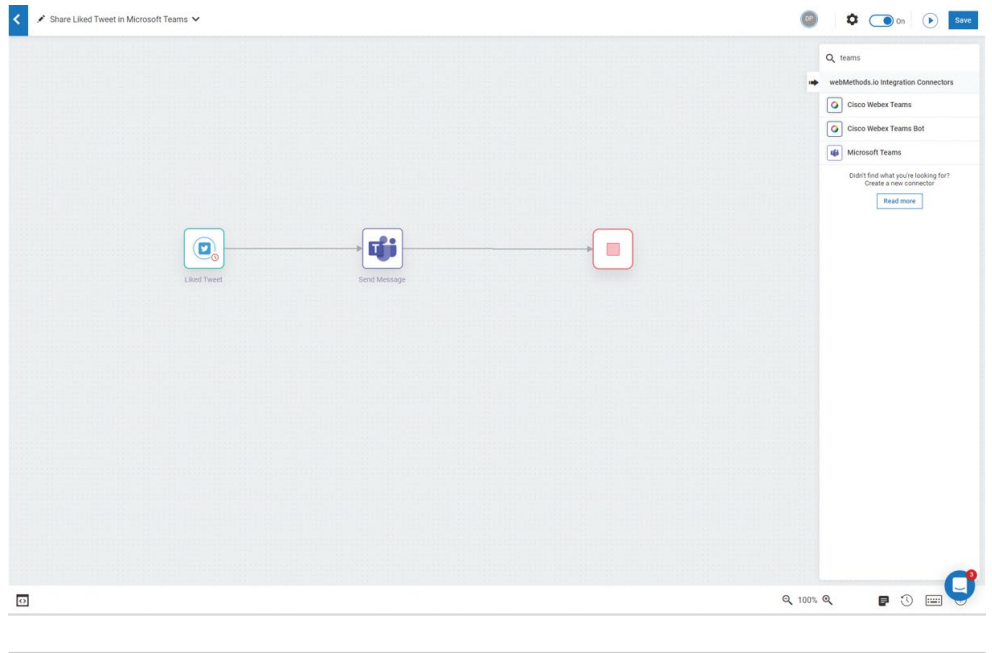 Share Liked Tweet in Microsoft Teams
DP
On
Save
teams
webMethods.io Integration Connectors
Cisco Webex Teams
Cisco Webex Teams Bot
Microsoft Teams
Didn't find what you're looking for?
Create a new connector
Read more
T
Liked Tweet
Send Message
3
100%